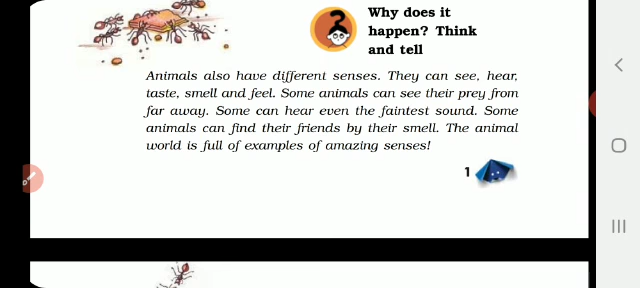 Why does it
happen? Think
and tell
Animals also have different senses. They can see, hear,
taste, smell and feel. Some animals can see their prey from
far away. Some can hear even the faintest sound. Some
animals can find their friends by their smell. The animal
world is full of examples of amazing senses!
1